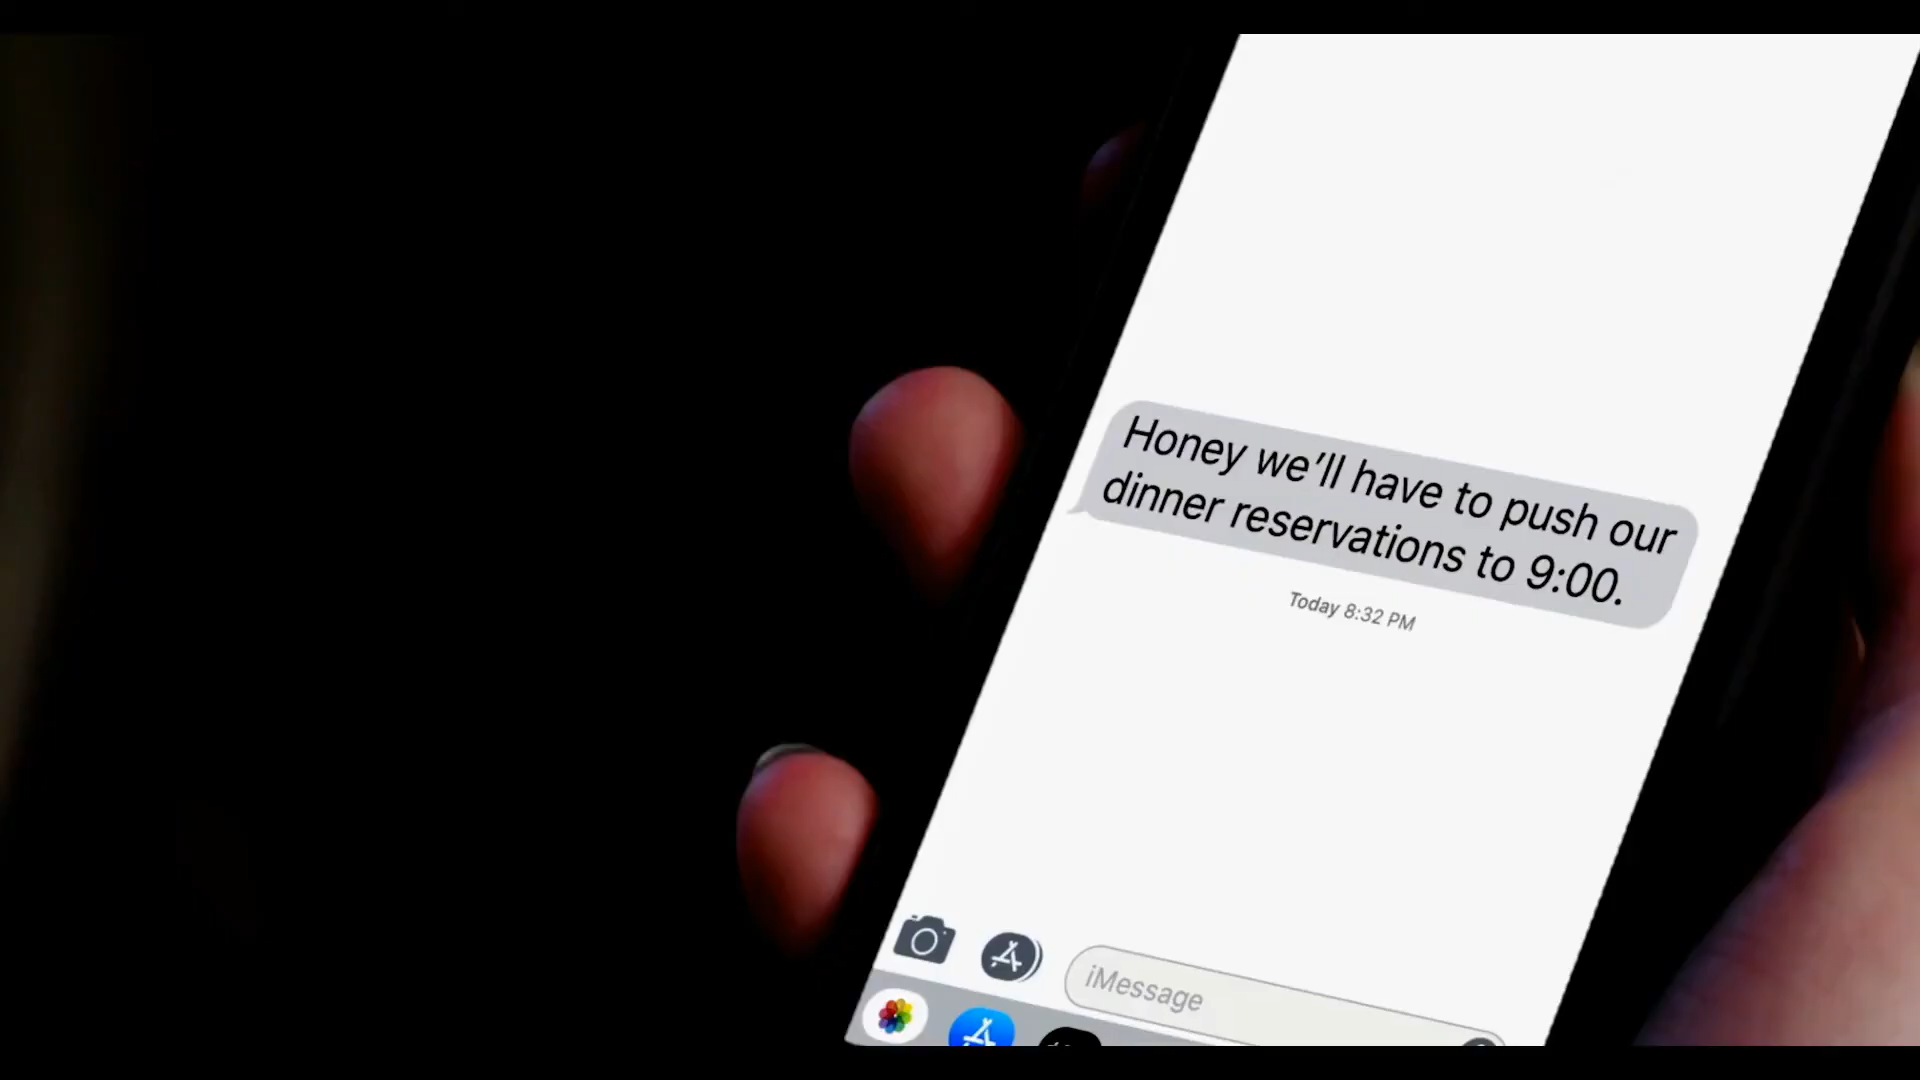 Honey we'll have to push our
dinner reservations to 9:00.
Today 8:32 PM
iMessage